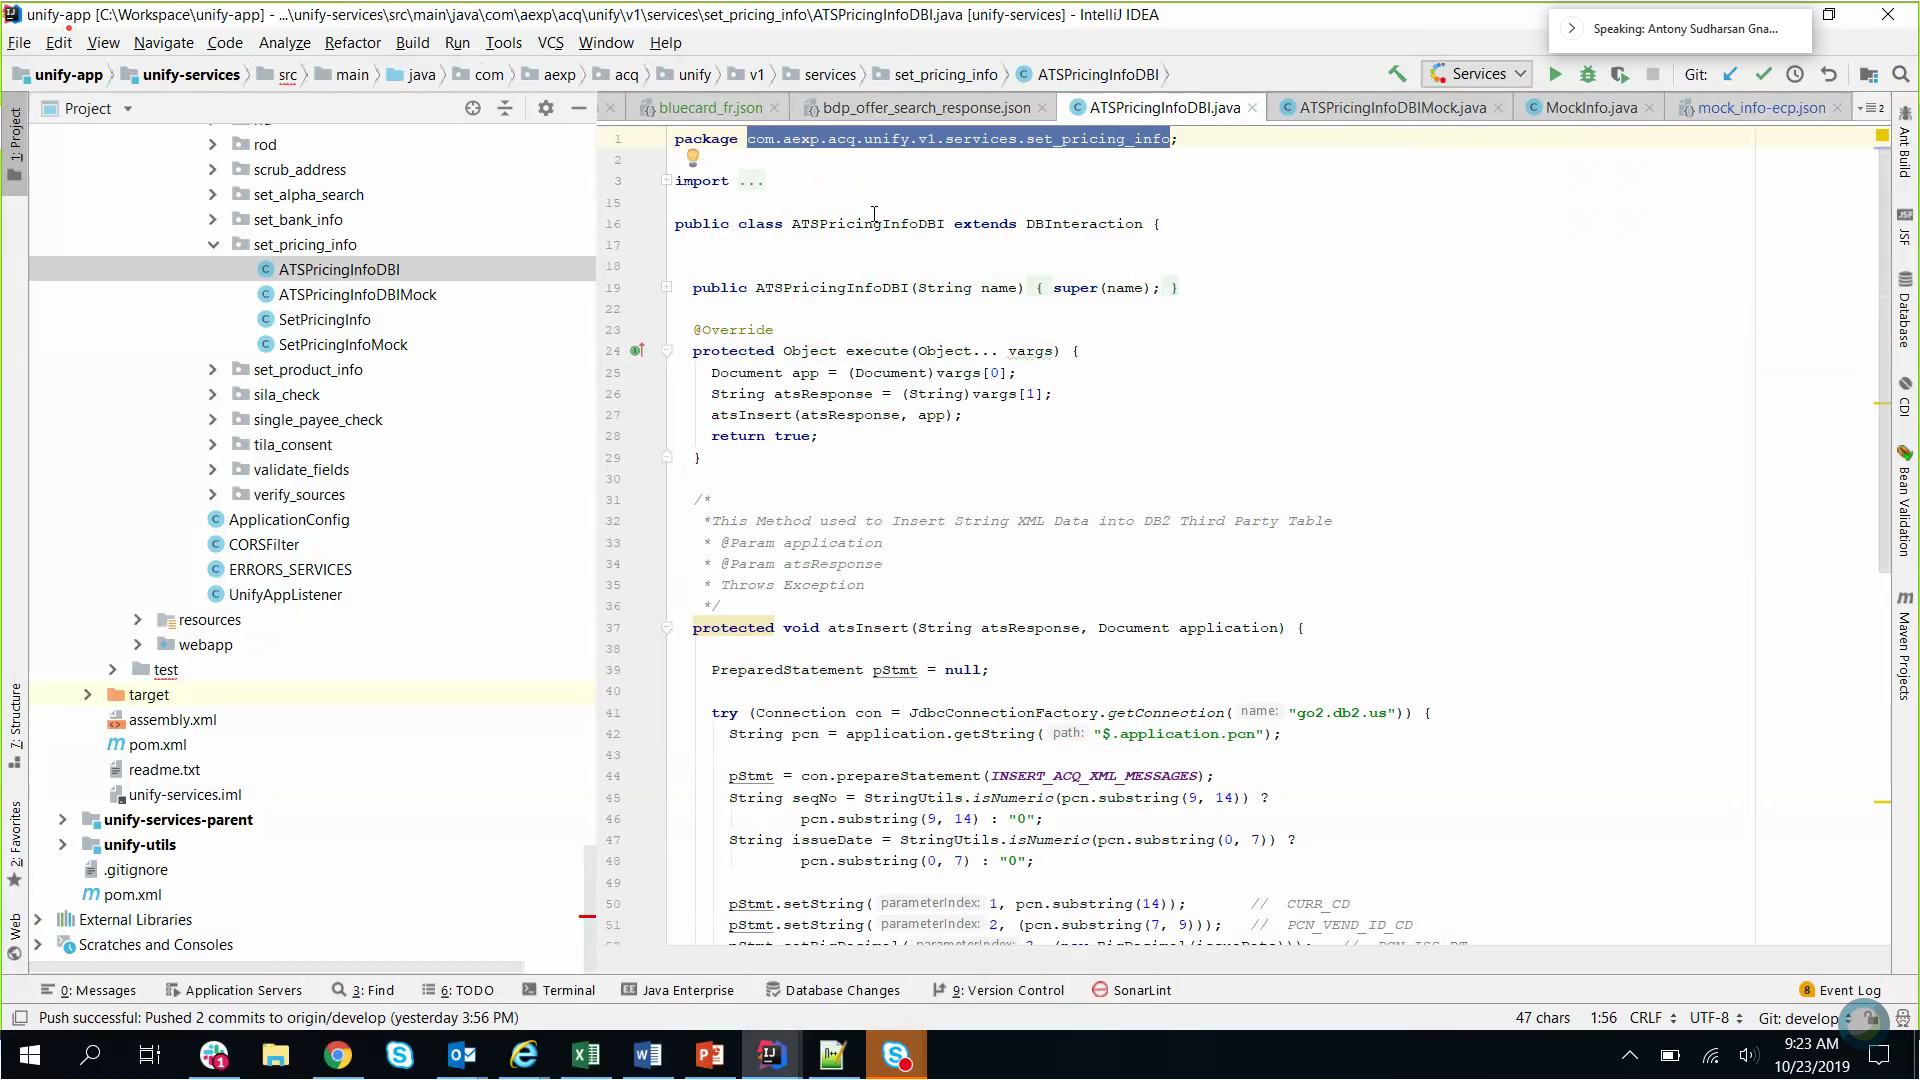 unify-app [C:\Workspace\unify-app] - ...\unify-services\src\main\java\com\aexp\acq\unify\v1\services\set_pricing_info\ATSPricingInfoDBI.java [unify-services] - IntelliJ IDEA
Speaking: Antony Sudharsan Gna...
File Edit View Navigate Code Analyze Refactor Build Run Tools VCS Window Help
unify-app unify-services src main java com aexp acq unify v1 services set_pricing_info ATSPricingInfoDBI Services Git:
Project
bluecard_fr.json bdp_offer_search_response.json ATSPricingInfoDBI.java ATSPricingInfoDBIMock.java MockInfo.java mock_info-ecp.json
1: Project
7: Structure
2: Favorites
Web
rod
scrub_address
set_alpha_search
set_bank_info
set_pricing_info
ATSPricingInfoDBI
ATSPricingInfoDBIMock
SetPricingInfo
SetPricingInfoMock
set_product_info
sila_check
single_payee_check
tila_consent
validate_fields
verify_sources
ApplicationConfig
CORSFilter
ERRORS_SERVICES
UnifyAppListener
resources
webapp
test
target
assembly.xml
pom.xml
readme.txt
unify-services.iml
unify-services-parent
unify-utils
.gitignore
pom.xml
External Libraries
Scratches and Consoles
1 package com.aexp.acq.unify.v1.services.set_pricing_info;
2
3 import ...
15
16 public class ATSPricingInfoDBI extends DBInteraction {
17
18
19 public ATSPricingInfoDBI(String name) { super(name); }
22
23 @Override
24 protected Object execute(Object... vargs) {
25 Document app = (Document)vargs[0];
26 String atsResponse = (String)vargs[1];
27 atsInsert(atsResponse, app);
28 return true;
29 }
30
31 /*
32 *This Method used to Insert String XML Data into DB2 Third Party Table
33 * @Param application
34 * @Param atsResponse
35 * Throws Exception
36 */
37 protected void atsInsert(String atsResponse, Document application) {
38
39 PreparedStatement pStmt = null;
40
41 try (Connection con = JdbcConnectionFactory.getConnection( name: "go2.db2.us")) {
42 String pcn = application.getString( path: "$.application.pcn");
43
44 pStmt = con.prepareStatement(INSERT_ACQ_XML_MESSAGES);
45 String seqNo = StringUtils.isNumeric(pcn.substring(9, 14)) ?
46 pcn.substring(9, 14) : "0";
47 String issueDate = StringUtils.isNumeric(pcn.substring(0, 7)) ?
48 pcn.substring(0, 7) : "0";
49
50 pStmt.setString( parameterIndex: 1, pcn.substring(14)); // CURR_CD
51 pStmt.setString( parameterIndex: 2, (pcn.substring(7, 9))); // PCN_VEND_ID_CD
Ant Build
JSF
Database
CDI
Bean Validation
Maven Projects
0: Messages Application Servers 3: Find 6: TODO Terminal Java Enterprise Database Changes 9: Version Control SonarLint 8 Event Log
Push successful: Pushed 2 commits to origin/develop (yesterday 3:56 PM) 47 chars 1:56 CRLF UTF-8 Git: develop
9:23 AM
10/23/2019